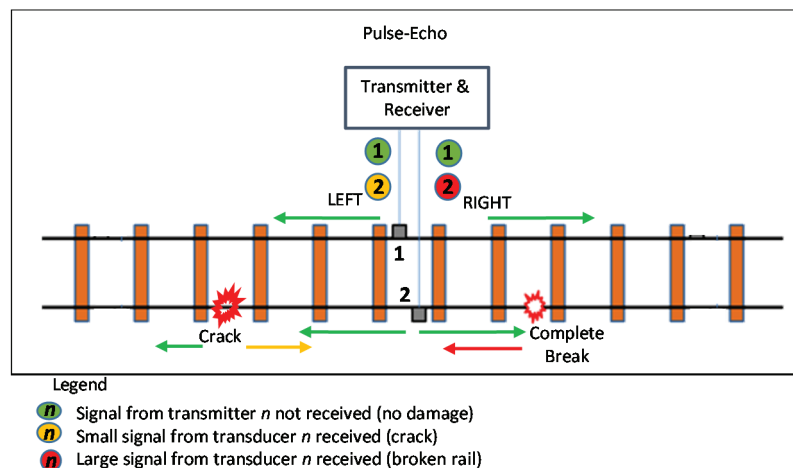 Pulse-Echo
Transmitter &
Receiver
1
1
2
2
LEFT
RIGHT
1
2
Crack
Complete
Break
Legend
n Signal from transmitter n not received (no damage)
n Small signal from transducer n received (crack)
n Large signal from transducer n received (broken rail)